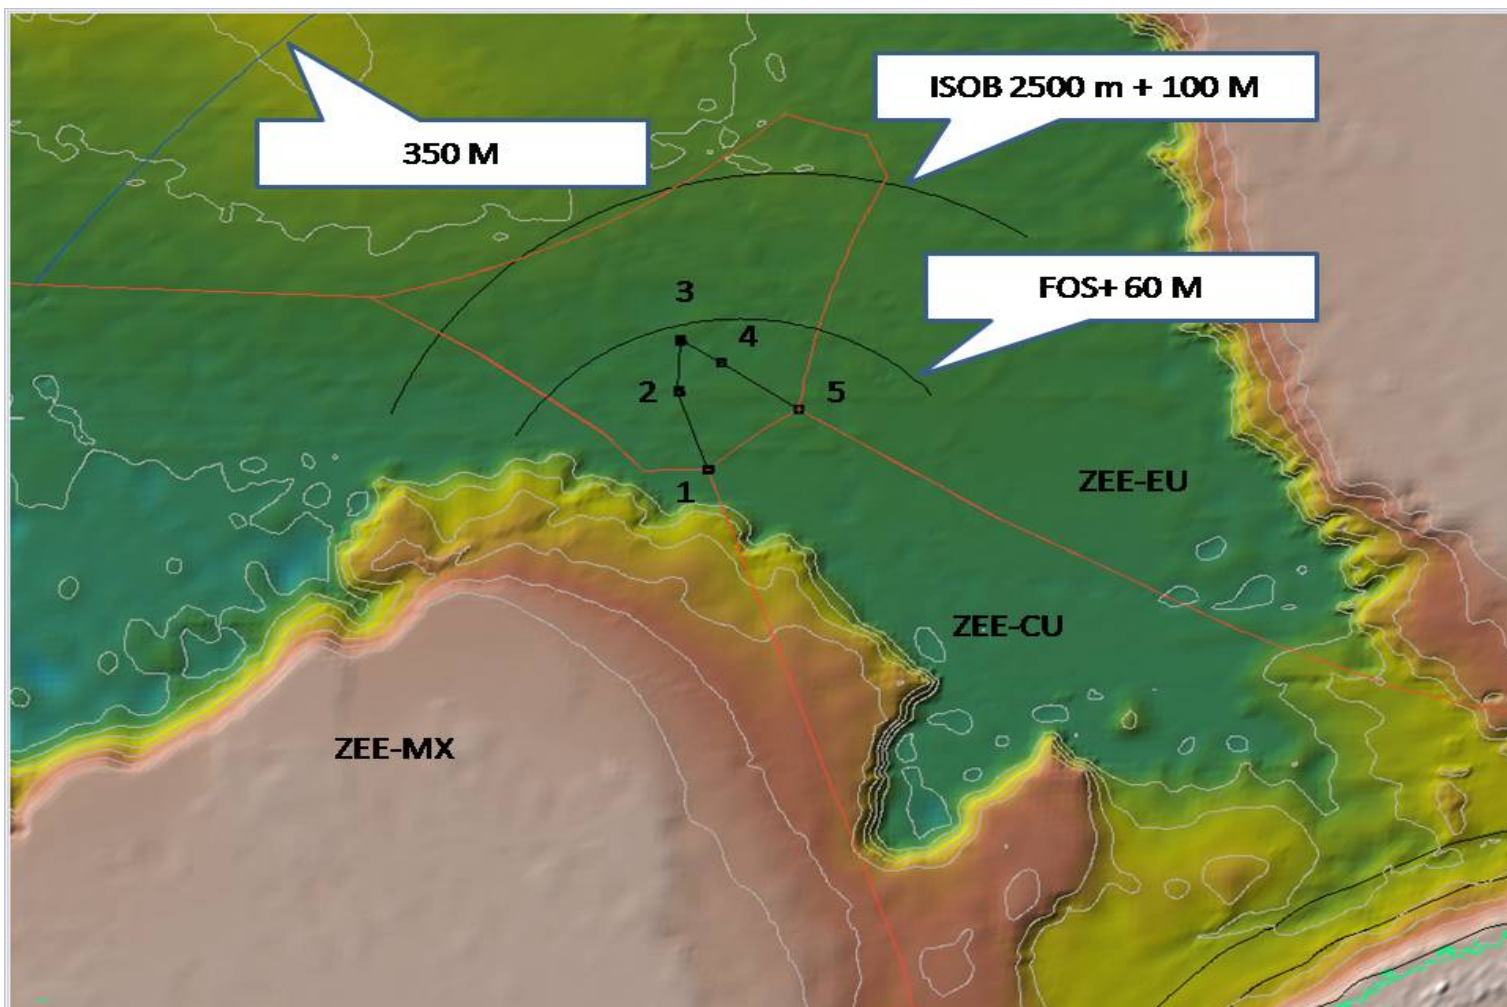 ISOB 2500 m + 100 M
350 M
FOS+ 60 M
3
4
2
5
1
ZEE-EU
ZEE-CU
ZEE-MX